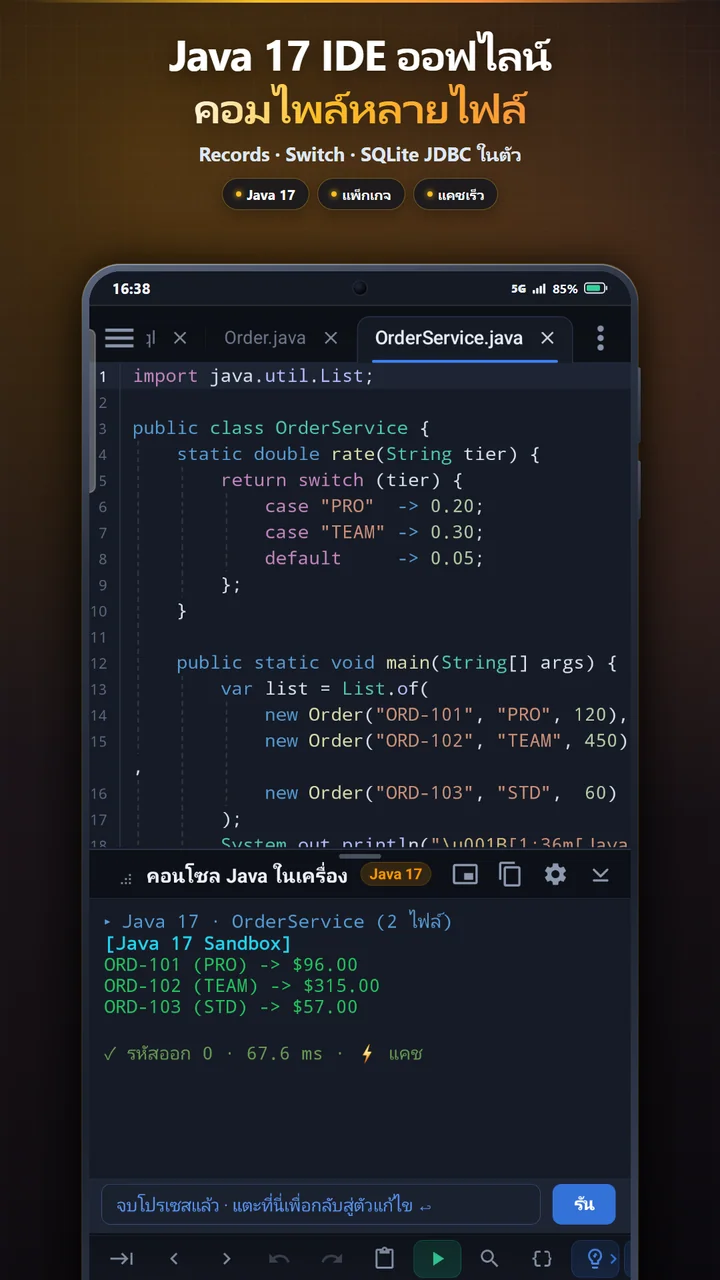 Java 17 IDE ออฟไลน์
คอมไพล์หลายไฟล์
Records · Switch · SQLite JDBC ในตัว
Java 17 แพ็กเกจ แคชเร็ว
16:38 5G 85%
Order.java OrderService.java
1 import java.util.List;
2
3 public class OrderService {
4 static double rate(String tier) {
5 return switch (tier) {
6 case "PRO" -> 0.20;
7 case "TEAM" -> 0.30;
8 default -> 0.05;
9 };
10 }
11
12 public static void main(String[] args) {
13 var list = List.of(
14 new Order("ORD-101", "PRO", 120),
15 new Order("ORD-102", "TEAM", 450)
,
16 new Order("ORD-103", "STD", 60)
17 );
18 System.out.println("\u001B[1;36m[Java
คอนโซล Java ในเครื่อง Java 17
▸ Java 17 · OrderService (2 ไฟล์)
[Java 17 Sandbox]
ORD-101 (PRO) -> $96.00
ORD-102 (TEAM) -> $315.00
ORD-103 (STD) -> $57.00
✓ รหัสออก 0 · 67.6 ms · ⚡ แคช
จบโปรเซสแล้ว · แตะที่นี่เพื่อกลับสู่ตัวแก้ไข ↩ รัน